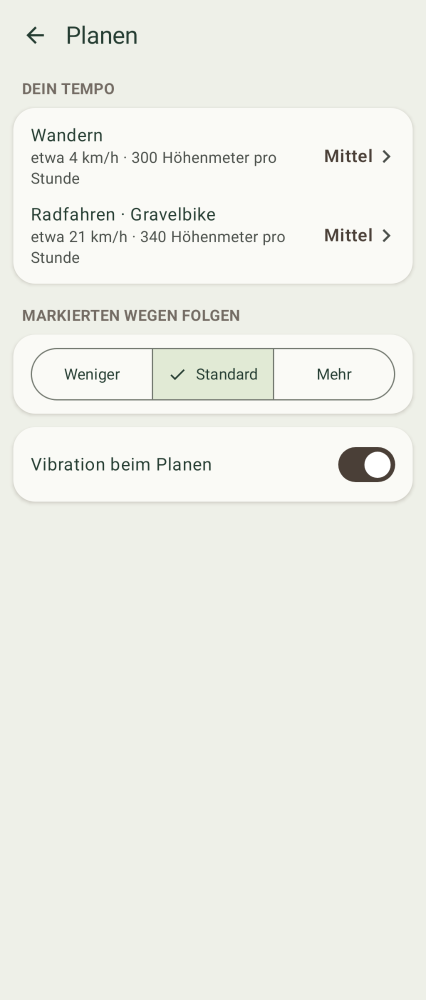 Planen
DEIN TEMPO
Wandern
etwa 4 km/h · 300 Höhenmeter pro
Stunde
Mittel
Radfahren · Gravelbike
etwa 21 km/h · 340 Höhenmeter pro
Stunde
Mittel
MARKIERTEN WEGEN FOLGEN
Weniger
Standard
Mehr
Vibration beim Planen